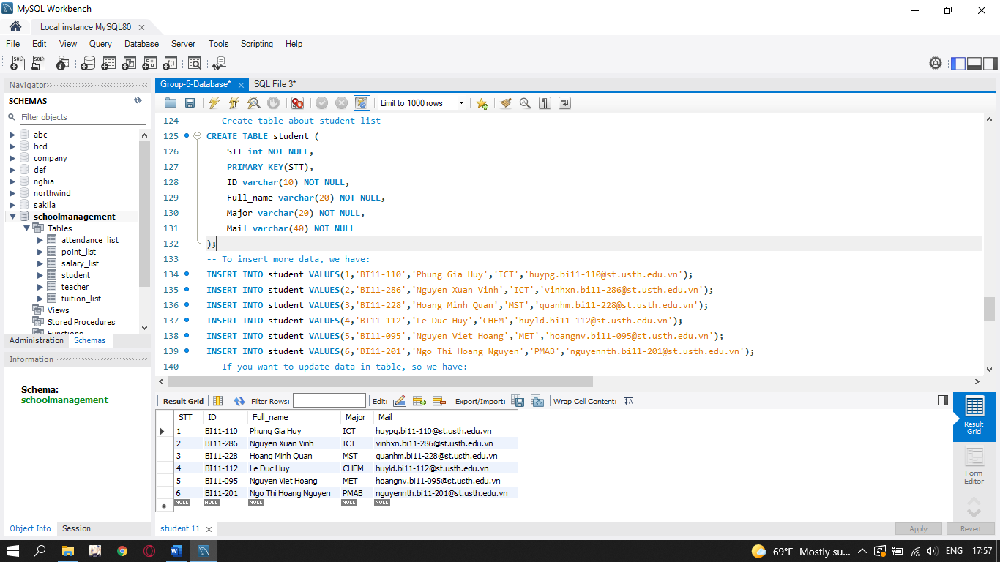 MySQL Workbench
Local instance MySQL80
File Edit View Query Database Server Tools Scripting Help
Navigator
SCHEMAS
Filter objects
abc
bcd
company
def
nghia
northwind
sakila
schoolmanagement
Tables
attendance_list
point_list
salary_list
student
teacher
tuition_list
Views
Stored Procedures
Functions
Administration Schemas
Information
Schema:
schoolmanagement
Object Info Session
Group-5-Database* SQL File 3*
Limit to 1000 rows
124 -- Create table about student list
125 CREATE TABLE student (
126 STT int NOT NULL,
127 PRIMARY KEY(STT),
128 ID varchar(10) NOT NULL,
129 Full_name varchar(20) NOT NULL,
130 Major varchar(20) NOT NULL,
131 Mail varchar(40) NOT NULL
132 );
133 -- To insert more data, we have:
134 INSERT INTO student VALUES(1,'BI11-110','Phung Gia Huy','ICT','huypg.bi11-110@st.usth.edu.vn');
135 INSERT INTO student VALUES(2,'BI11-286','Nguyen Xuan Vinh','ICT','vinhxn.bi11-286@st.usth.edu.vn');
136 INSERT INTO student VALUES(3,'BI11-228','Hoang Minh Quan','MST','quanhm.bi11-228@st.usth.edu.vn');
137 INSERT INTO student VALUES(4,'BI11-112','Le Duc Huy','CHEM','huyld.bi11-112@st.usth.edu.vn');
138 INSERT INTO student VALUES(5,'BI11-095','Nguyen Viet Hoang','MET','hoangnv.bi11-095@st.usth.edu.vn');
139 INSERT INTO student VALUES(6,'BI11-201','Ngo Thi Hoang Nguyen','PMAB','nguyennth.bi11-201@st.usth.edu.vn');
140 -- If you want to update data in table, so we have:
Result Grid Filter Rows: Edit: Export/Import: Wrap Cell Content:
STT ID Full_name Major Mail
1 BI11-110 Phung Gia Huy ICT huypg.bi11-110@st.usth.edu.vn
2 BI11-286 Nguyen Xuan Vinh ICT vinhxn.bi11-286@st.usth.edu.vn
3 BI11-228 Hoang Minh Quan MST quanhm.bi11-228@st.usth.edu.vn
4 BI11-112 Le Duc Huy CHEM huyld.bi11-112@st.usth.edu.vn
5 BI11-095 Nguyen Viet Hoang MET hoangnv.bi11-095@st.usth.edu.vn
6 BI11-201 Ngo Thi Hoang Nguyen PMAB nguyennth.bi11-201@st.usth.edu.vn
NULL NULL NULL NULL NULL
Result
Grid
Form
Editor
student 11
Apply Revert
69°F Mostly su... ENG 17:57